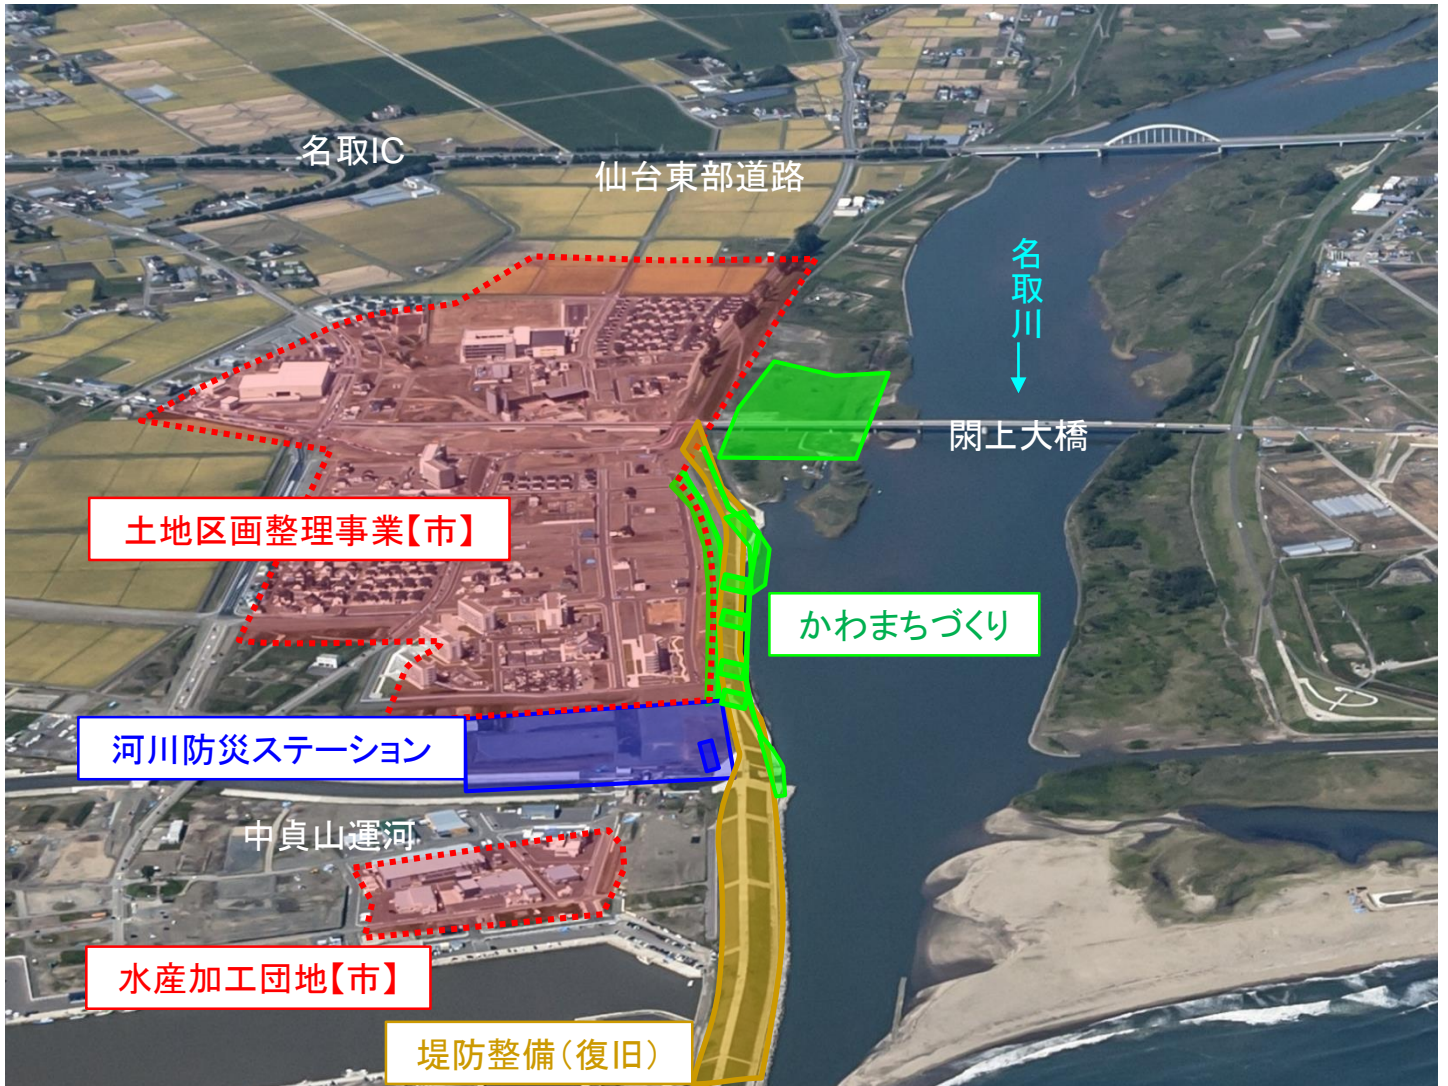 名取IC
仙台東部道路
名取川
閖上大橋
土地区画整理事業【市】
かわまちづくり
河川防災ステーション
中貞山運河
水産加工団地【市】
堤防整備（復旧）